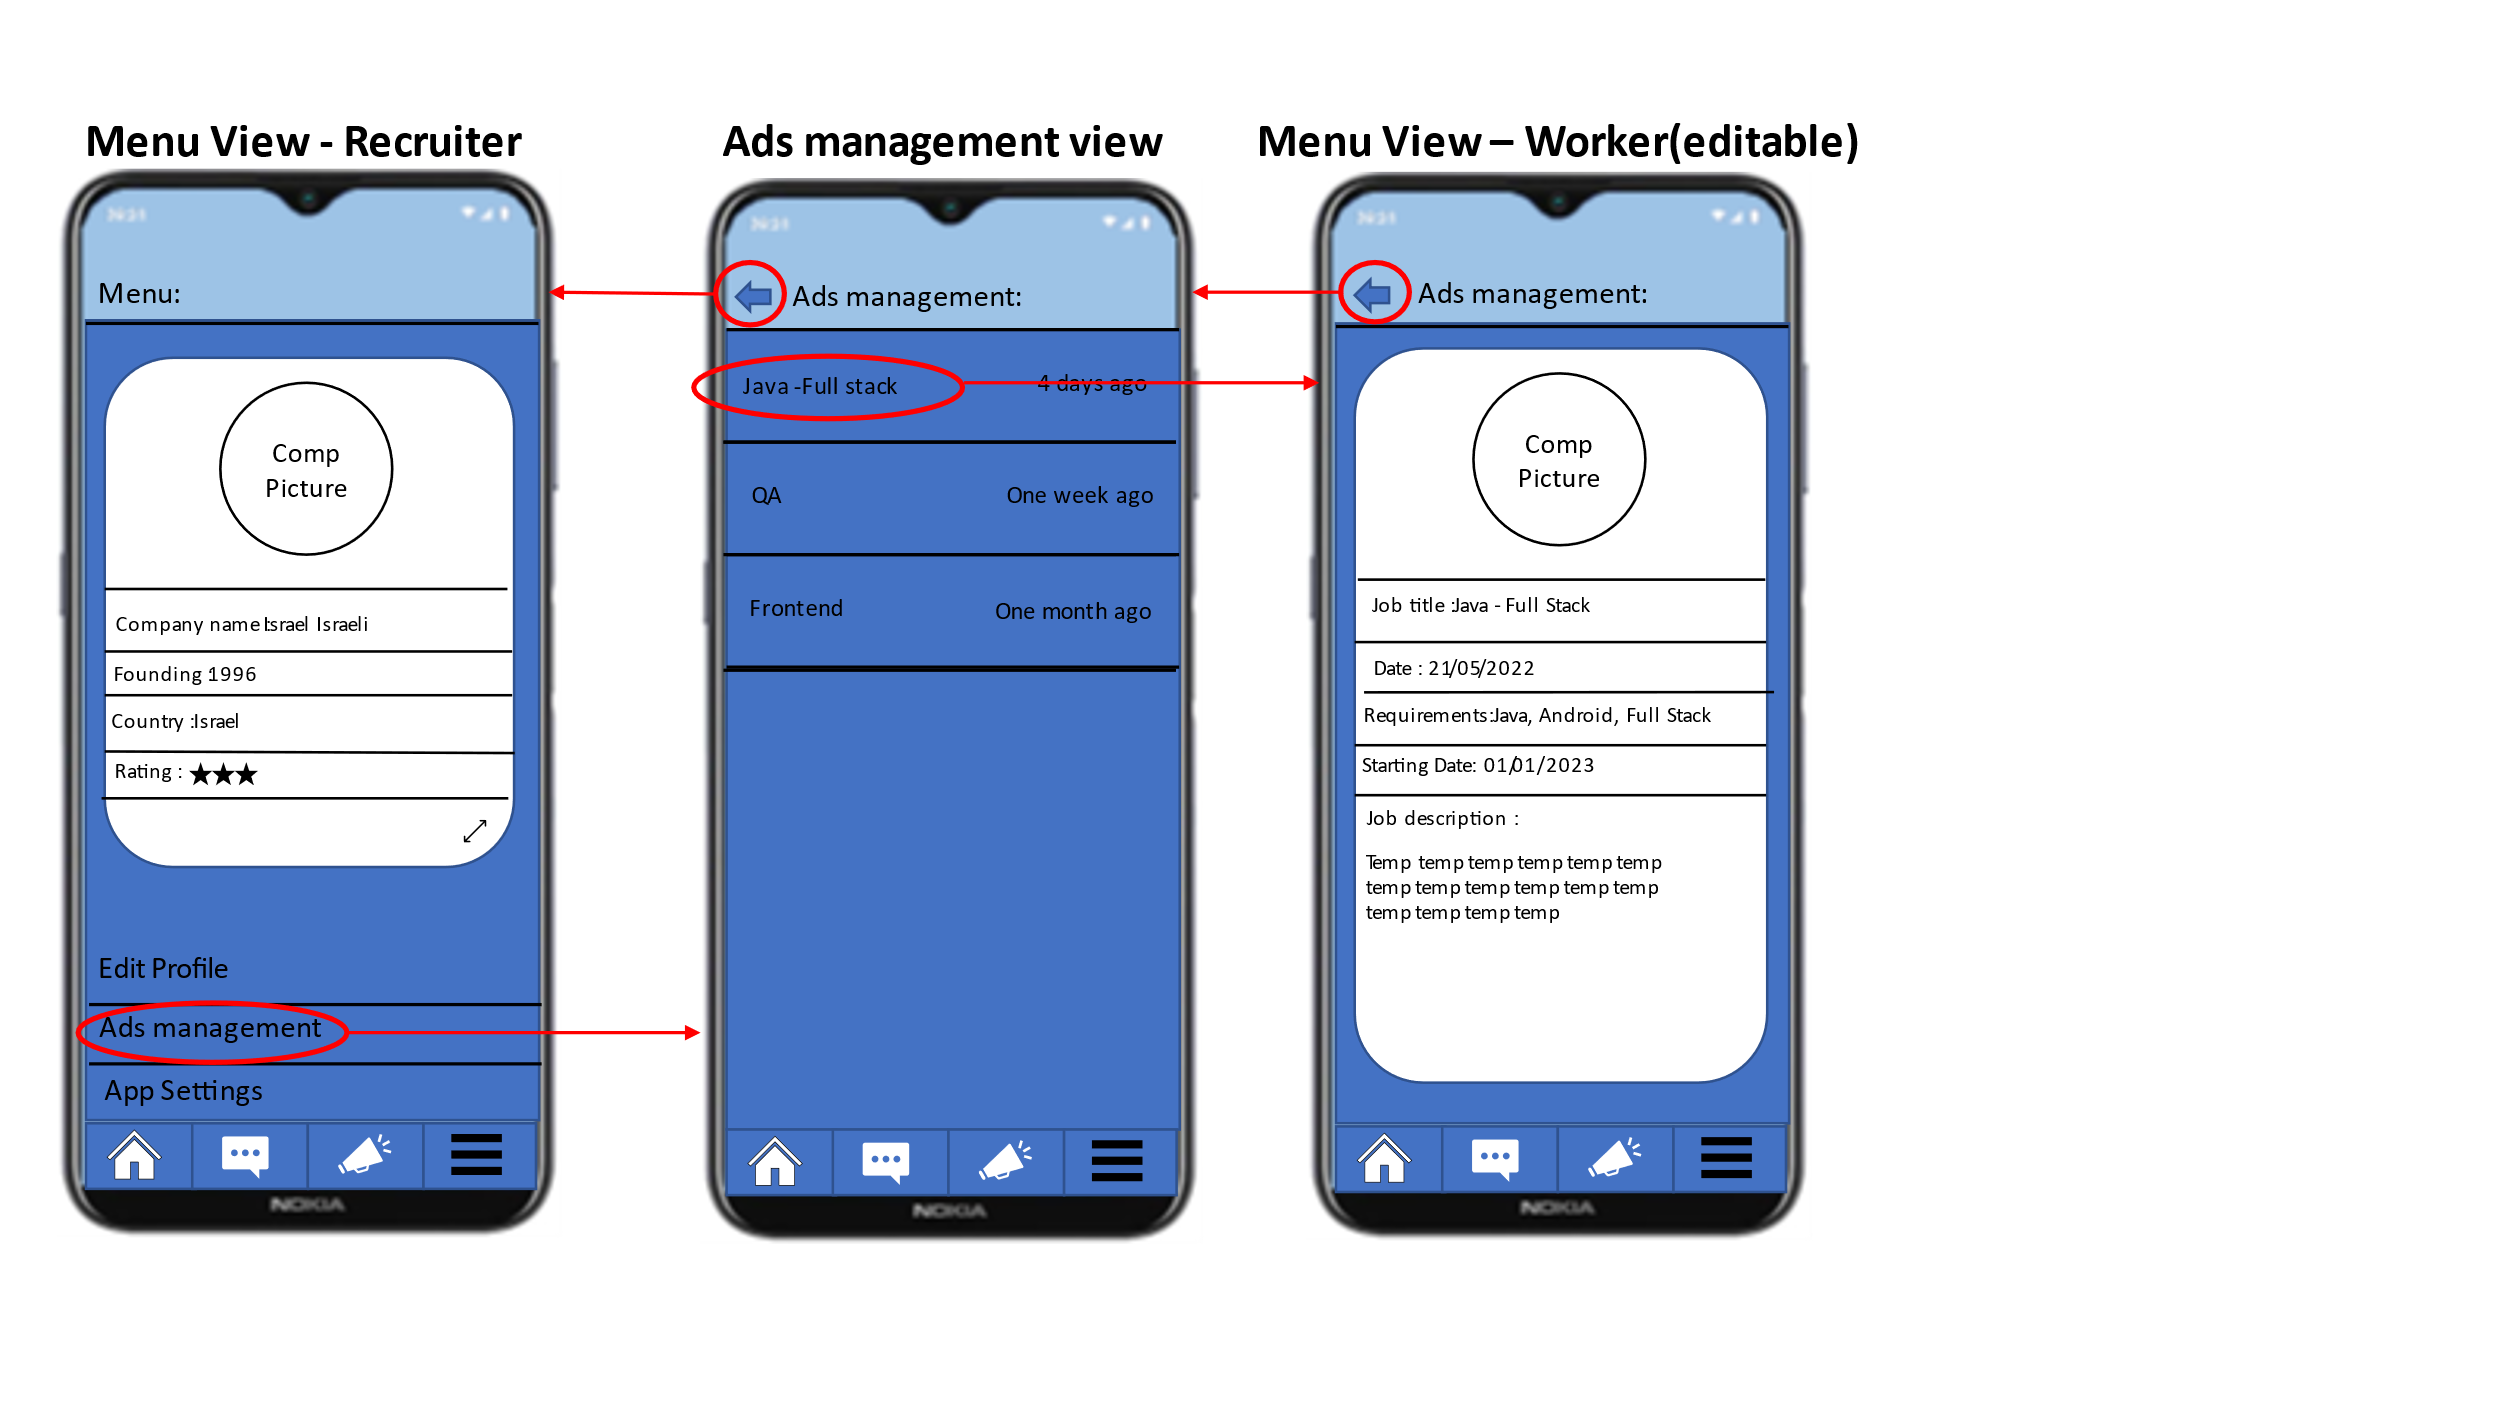 Menu View - Recruiter
Menu:
Comp
Picture
Company name: Israel Israeli
Founding : 1996
Country :Israel
Rating : ★★★
Edit Profile
Ads management
App Settings
NOKIA
Ads management view
Ads management:
Java -Full stack 4 days ago
QA One week ago
Frontend One month ago
NOKIA
Menu View – Worker(editable)
Ads management:
Comp
Picture
Job title :Java - Full Stack
Date : 21/05/2022
Requirements:Java, Android, Full Stack
Starting Date: 01/01/2023
Job description :
Temp temp temp temp temp temp
temp temp temp temp temp temp
temp temp temp temp
NOKIA